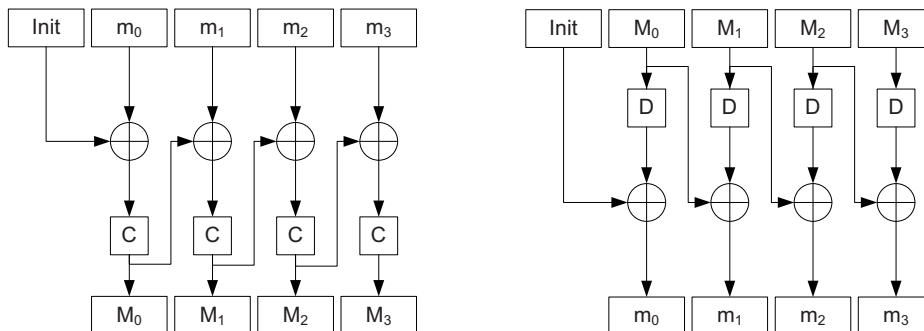 Init m₀ m₁ m₂ m₃
C C C C
M₀ M₁ M₂ M₃
Init M₀ M₁ M₂ M₃
D D D D
m₀ m₁ m₂ m₃